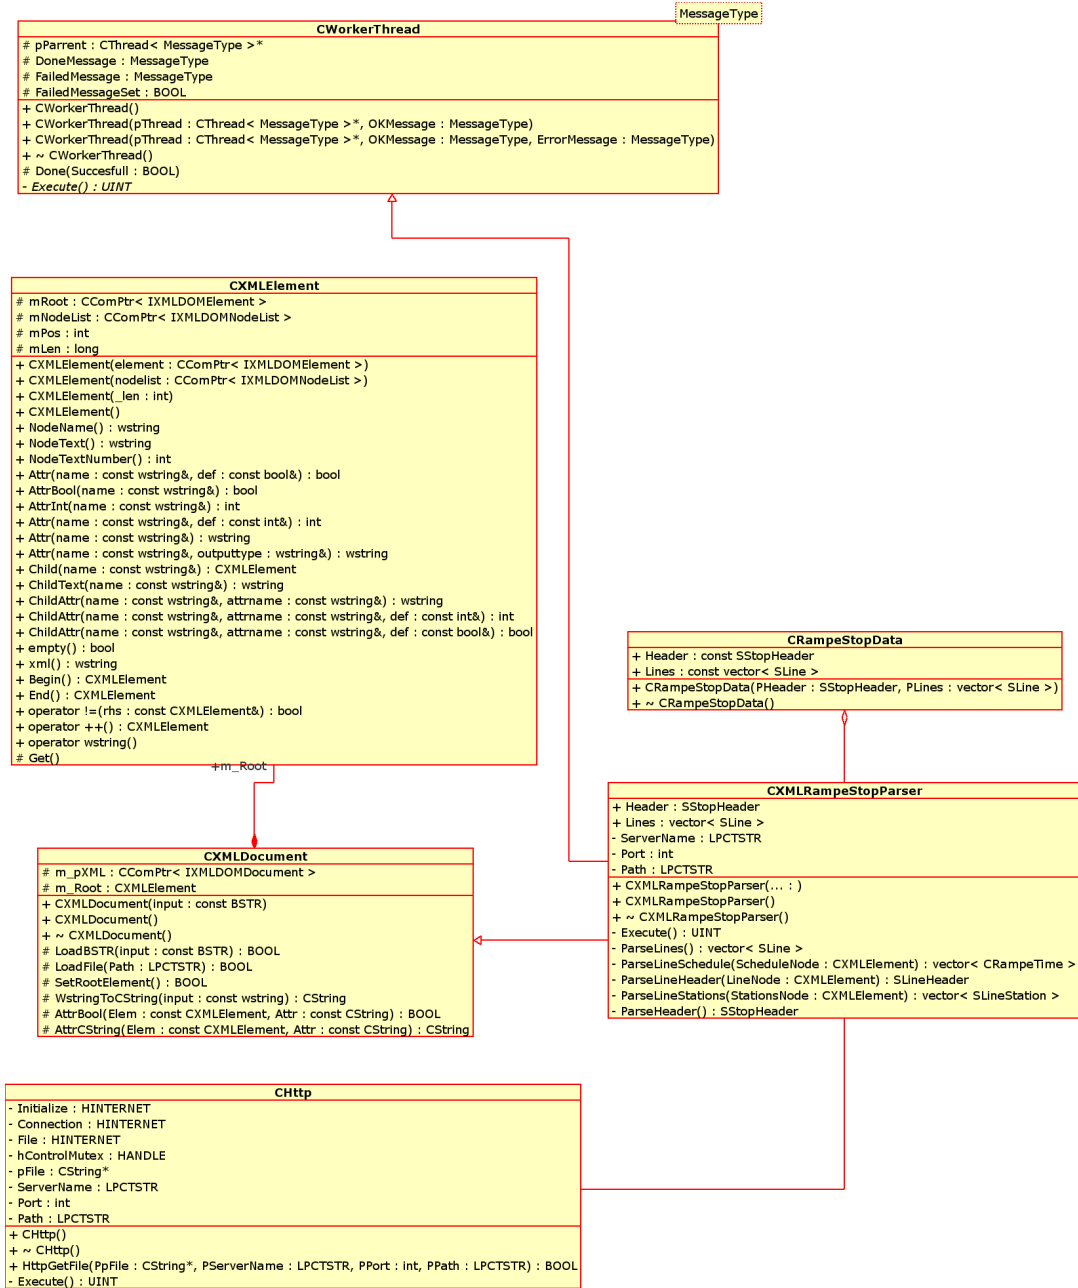 MessageType
CWorkerThread
# pParrent : CThread< MessageType >*
# DoneMessage : MessageType
# FailedMessage : MessageType
# FailedMessageSet : BOOL
+ CWorkerThread()
+ CWorkerThread(pThread : CThread< MessageType >*, OKMessage : MessageType)
+ CWorkerThread(pThread : CThread< MessageType >*, OKMessage : MessageType, ErrorMessage : MessageType)
+ ~ CWorkerThread()
# Done(Succesfull : BOOL)
- Execute() : UINT
CXMLElement
# mRoot : CComPtr< IXMLDOMElement >
# mNodeList : CComPtr< IXMLDOMNodeList >
# mPos : int
# mLen : long
+ CXMLElement(element : CComPtr< IXMLDOMElement >)
+ CXMLElement(nodelist : CComPtr< IXMLDOMNodeList >)
+ CXMLElement(_len : int)
+ CXMLElement()
+ NodeName() : wstring
+ NodeText() : wstring
+ NodeTextNumber() : int
+ Attr(name : const wstring&, def : const bool&) : bool
+ AttrBool(name : const wstring&) : bool
+ AttrInt(name : const wstring&) : int
+ Attr(name : const wstring&, def : const int&) : int
+ Attr(name : const wstring&) : wstring
+ Attr(name : const wstring&, outputtype : wstring&) : wstring
+ Child(name : const wstring&) : CXMLElement
+ ChildText(name : const wstring&) : wstring
+ ChildAttr(name : const wstring&, attrname : const wstring&) : wstring
+ ChildAttr(name : const wstring&, attrname : const wstring&, def : const int&) : int
+ ChildAttr(name : const wstring&, attrname : const wstring&, def : const bool&) : bool
+ empty() : bool
+ xml() : wstring
+ Begin() : CXMLElement
+ End() : CXMLElement
+ operator !=(rhs : const CXMLElement&) : bool
+ operator ++() : CXMLElement
+ operator wstring()
# Get()
+m_Root
CRampeStopData
+ Header : const SStopHeader
+ Lines : const vector< SLine >
+ CRampeStopData(PHeader : SStopHeader, PLines : vector< SLine >)
+ ~ CRampeStopData()
CXMLRampeStopParser
+ Header : SStopHeader
+ Lines : vector< SLine >
- ServerName : LPCTSTR
- Port : int
- Path : LPCTSTR
+ CXMLRampeStopParser(... : )
+ CXMLRampeStopParser()
+ ~ CXMLRampeStopParser()
- Execute() : UINT
- ParseLines() : vector< SLine >
- ParseLineSchedule(ScheduleNode : CXMLElement) : vector< CRampeTime >
- ParseLineHeader(LineNode : CXMLElement) : SLineHeader
- ParseLineStations(StationsNode : CXMLElement) : vector< SLineStation >
- ParseHeader() : SStopHeader
CXMLDocument
# m_pXML : CComPtr< IXMLDOMDocument >
# m_Root : CXMLElement
+ CXMLDocument(input : const BSTR)
+ CXMLDocument()
+ ~ CXMLDocument()
# LoadBSTR(input : const BSTR) : BOOL
# LoadFile(Path : LPCTSTR) : BOOL
# SetRootElement() : BOOL
# WstringToCString(input : const wstring) : CString
# AttrBool(Elem : const CXMLElement, Attr : const CString) : BOOL
# AttrCString(Elem : const CXMLElement, Attr : const CString) : CString
CHttp
- Initialize : HINTERNET
- Connection : HINTERNET
- File : HINTERNET
- hControlMutex : HANDLE
- pFile : CString*
- ServerName : LPCTSTR
- Port : int
- Path : LPCTSTR
+ CHttp()
+ ~ CHttp()
+ HttpGetFile(PpFile : CString*, PServerName : LPCTSTR, PPort : int, PPath : LPCTSTR) : BOOL
- Execute() : UINT